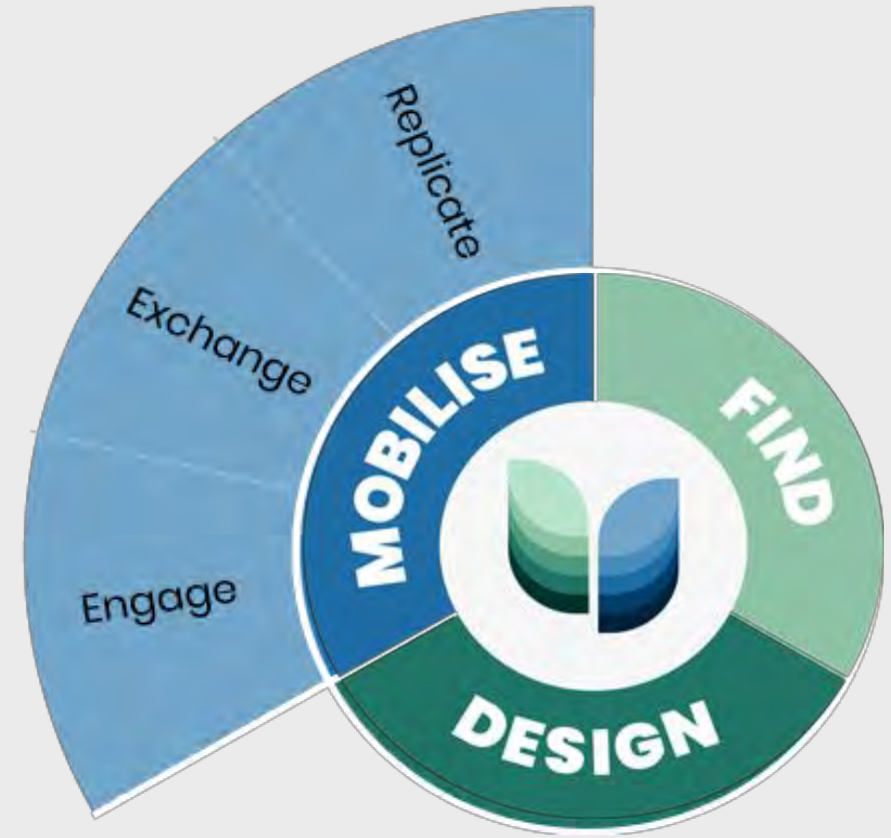 Replicate
Exchange
Engage
MOBILISE
FIND
DESIGN